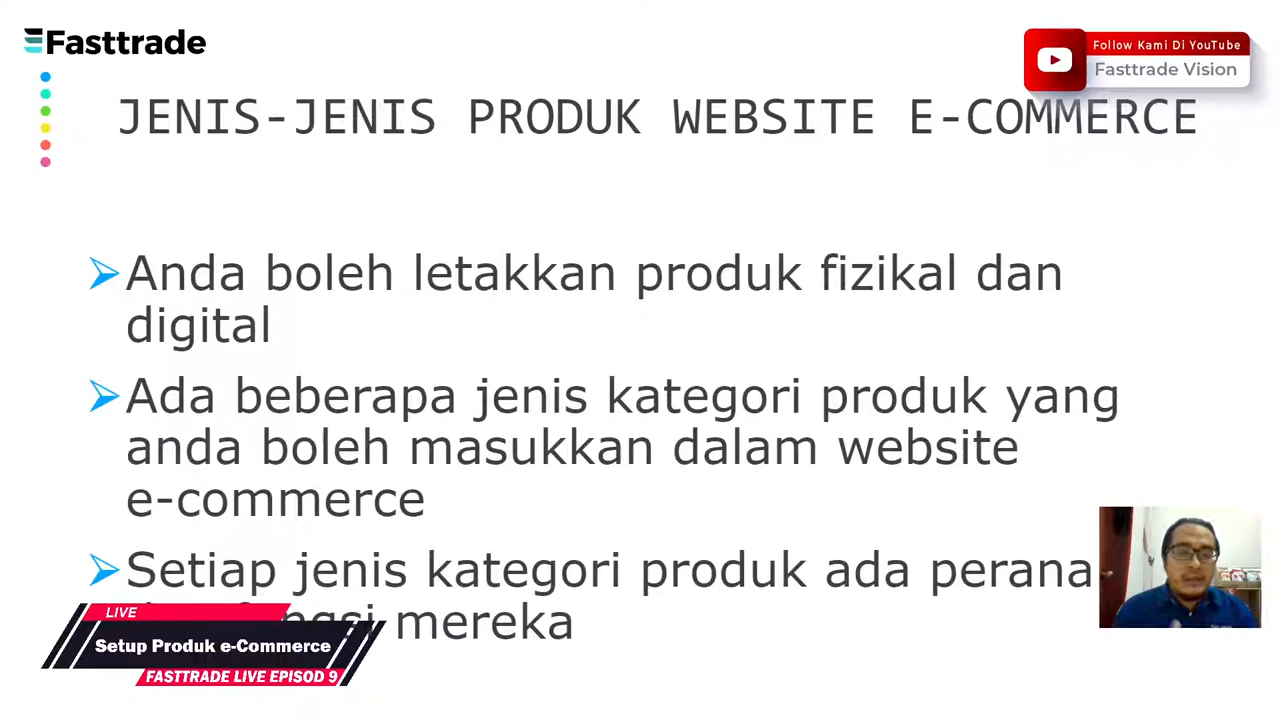 Fasttrade
Follow Kami Di YouTube
Fasttrade Vision
JENIS-JENIS PRODUK WEBSITE E-COMMERCE
Anda boleh letakkan produk fizikal dan
digital
Ada beberapa jenis kategori produk yang
anda boleh masukkan dalam website
e-commerce
Setiap jenis kategori produk ada
mereka
LIVE
Setup Produk e-Commerce
FASTTRADE LIVE EPISOD 9